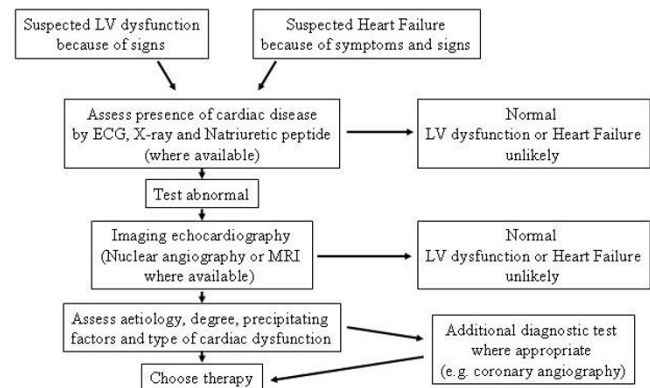 Suspected LV dysfunction
because of signs
Suspected Heart Failure
because of symptoms and signs
Assess presence of cardiac disease
by ECG, X-ray and Natriuretic peptide
(where available)
Normal
LV dysfunction or Heart Failure
unlikely
Test abnormal
Imaging echocardiography
(Nuclear angiography or MRI
where available)
Normal
LV dysfunction or Heart Failure
unlikely
Assess aetiology, degree, precipitating
factors and type of cardiac dysfunction
Additional diagnostic test
where appropriate
(e.g. coronary angiography)
Choose therapy